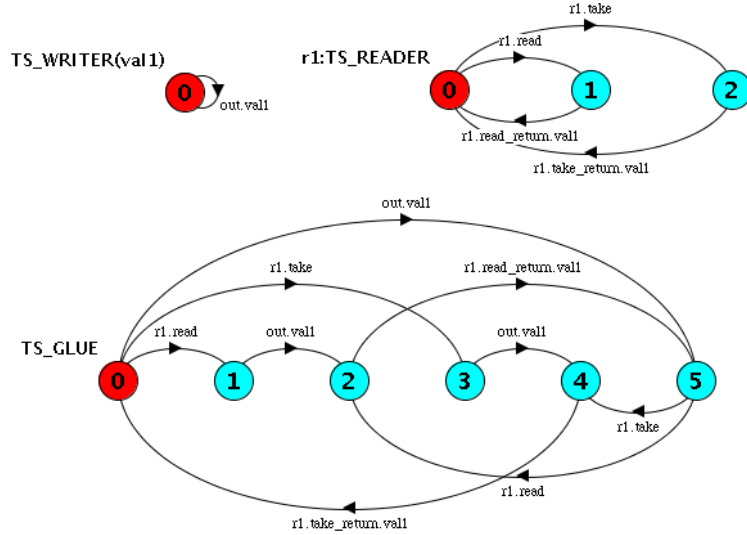 r1.take
TS_WRITER(val1)
r1:TS_READER
r1.read
0
out.val1
0
1
2
r1.read_return.val1
r1.take_return.val1
out.val1
r1.take
r1.read_return.val1
r1.read
out.val1
out.val1
TS_GLUE
0
1
2
3
4
5
r1.take
r1.read
r1.take_return.val1